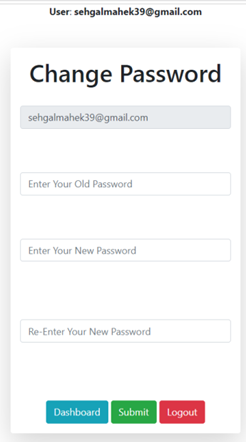 User: sehgalmahek39@gmail.com
Change Password
sehgalmahek39@gmail.com
Enter Your Old Password
Enter Your New Password
Re-Enter Your New Password
Dashboard Submit Logout